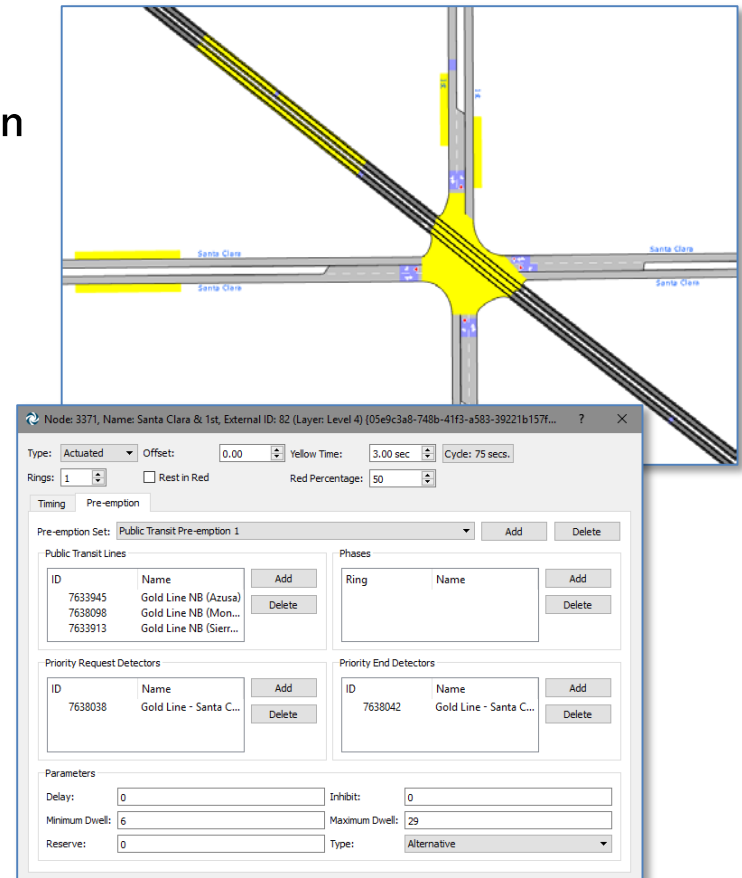 n
1st
1st
Santa Clara
Santa Clara
Santa Clara
Santa Clara
Node: 3371, Name: Santa Clara & 1st, External ID: 82 (Layer: Level 4) {05e9c3a8-748b-41f3-a583-39221b157f... ? ×
Type: Actuated Offset: 0.00 Yellow Time: 3.00 sec Cycle: 75 secs.
Rings: 1 Rest in Red Red Percentage: 50
Timing Pre-emption
Pre-emption Set: Public Transit Pre-emption 1 Add Delete
Public Transit Lines Phases
ID Name Add Ring Name Add
7633945 Gold Line NB (Azusa) Delete Delete
7638098 Gold Line NB (Mon...
7633913 Gold Line NB (Sierr...
Priority Request Detectors Priority End Detectors
ID Name Add ID Name Add
7638038 Gold Line - Santa C... Delete 7638042 Gold Line - Santa C... Delete
Parameters
Delay: 0 Inhibit: 0
Minimum Dwell: 6 Maximum Dwell: 29
Reserve: 0 Type: Alternative